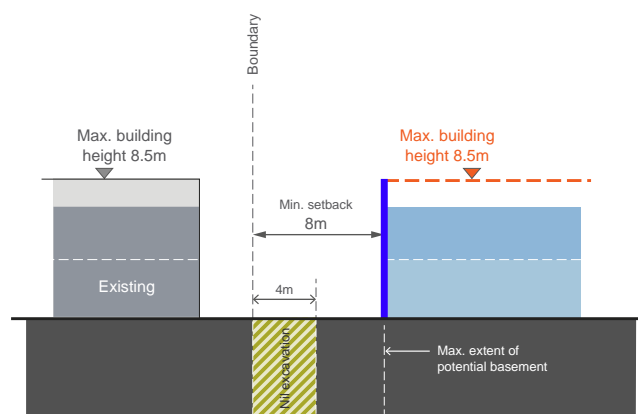 Boundary
Max. building
height 8.5m
Max. building
height 8.5m
Min. setback
8m
Existing
4m
Nil excavation
Max. extent of
potential basement